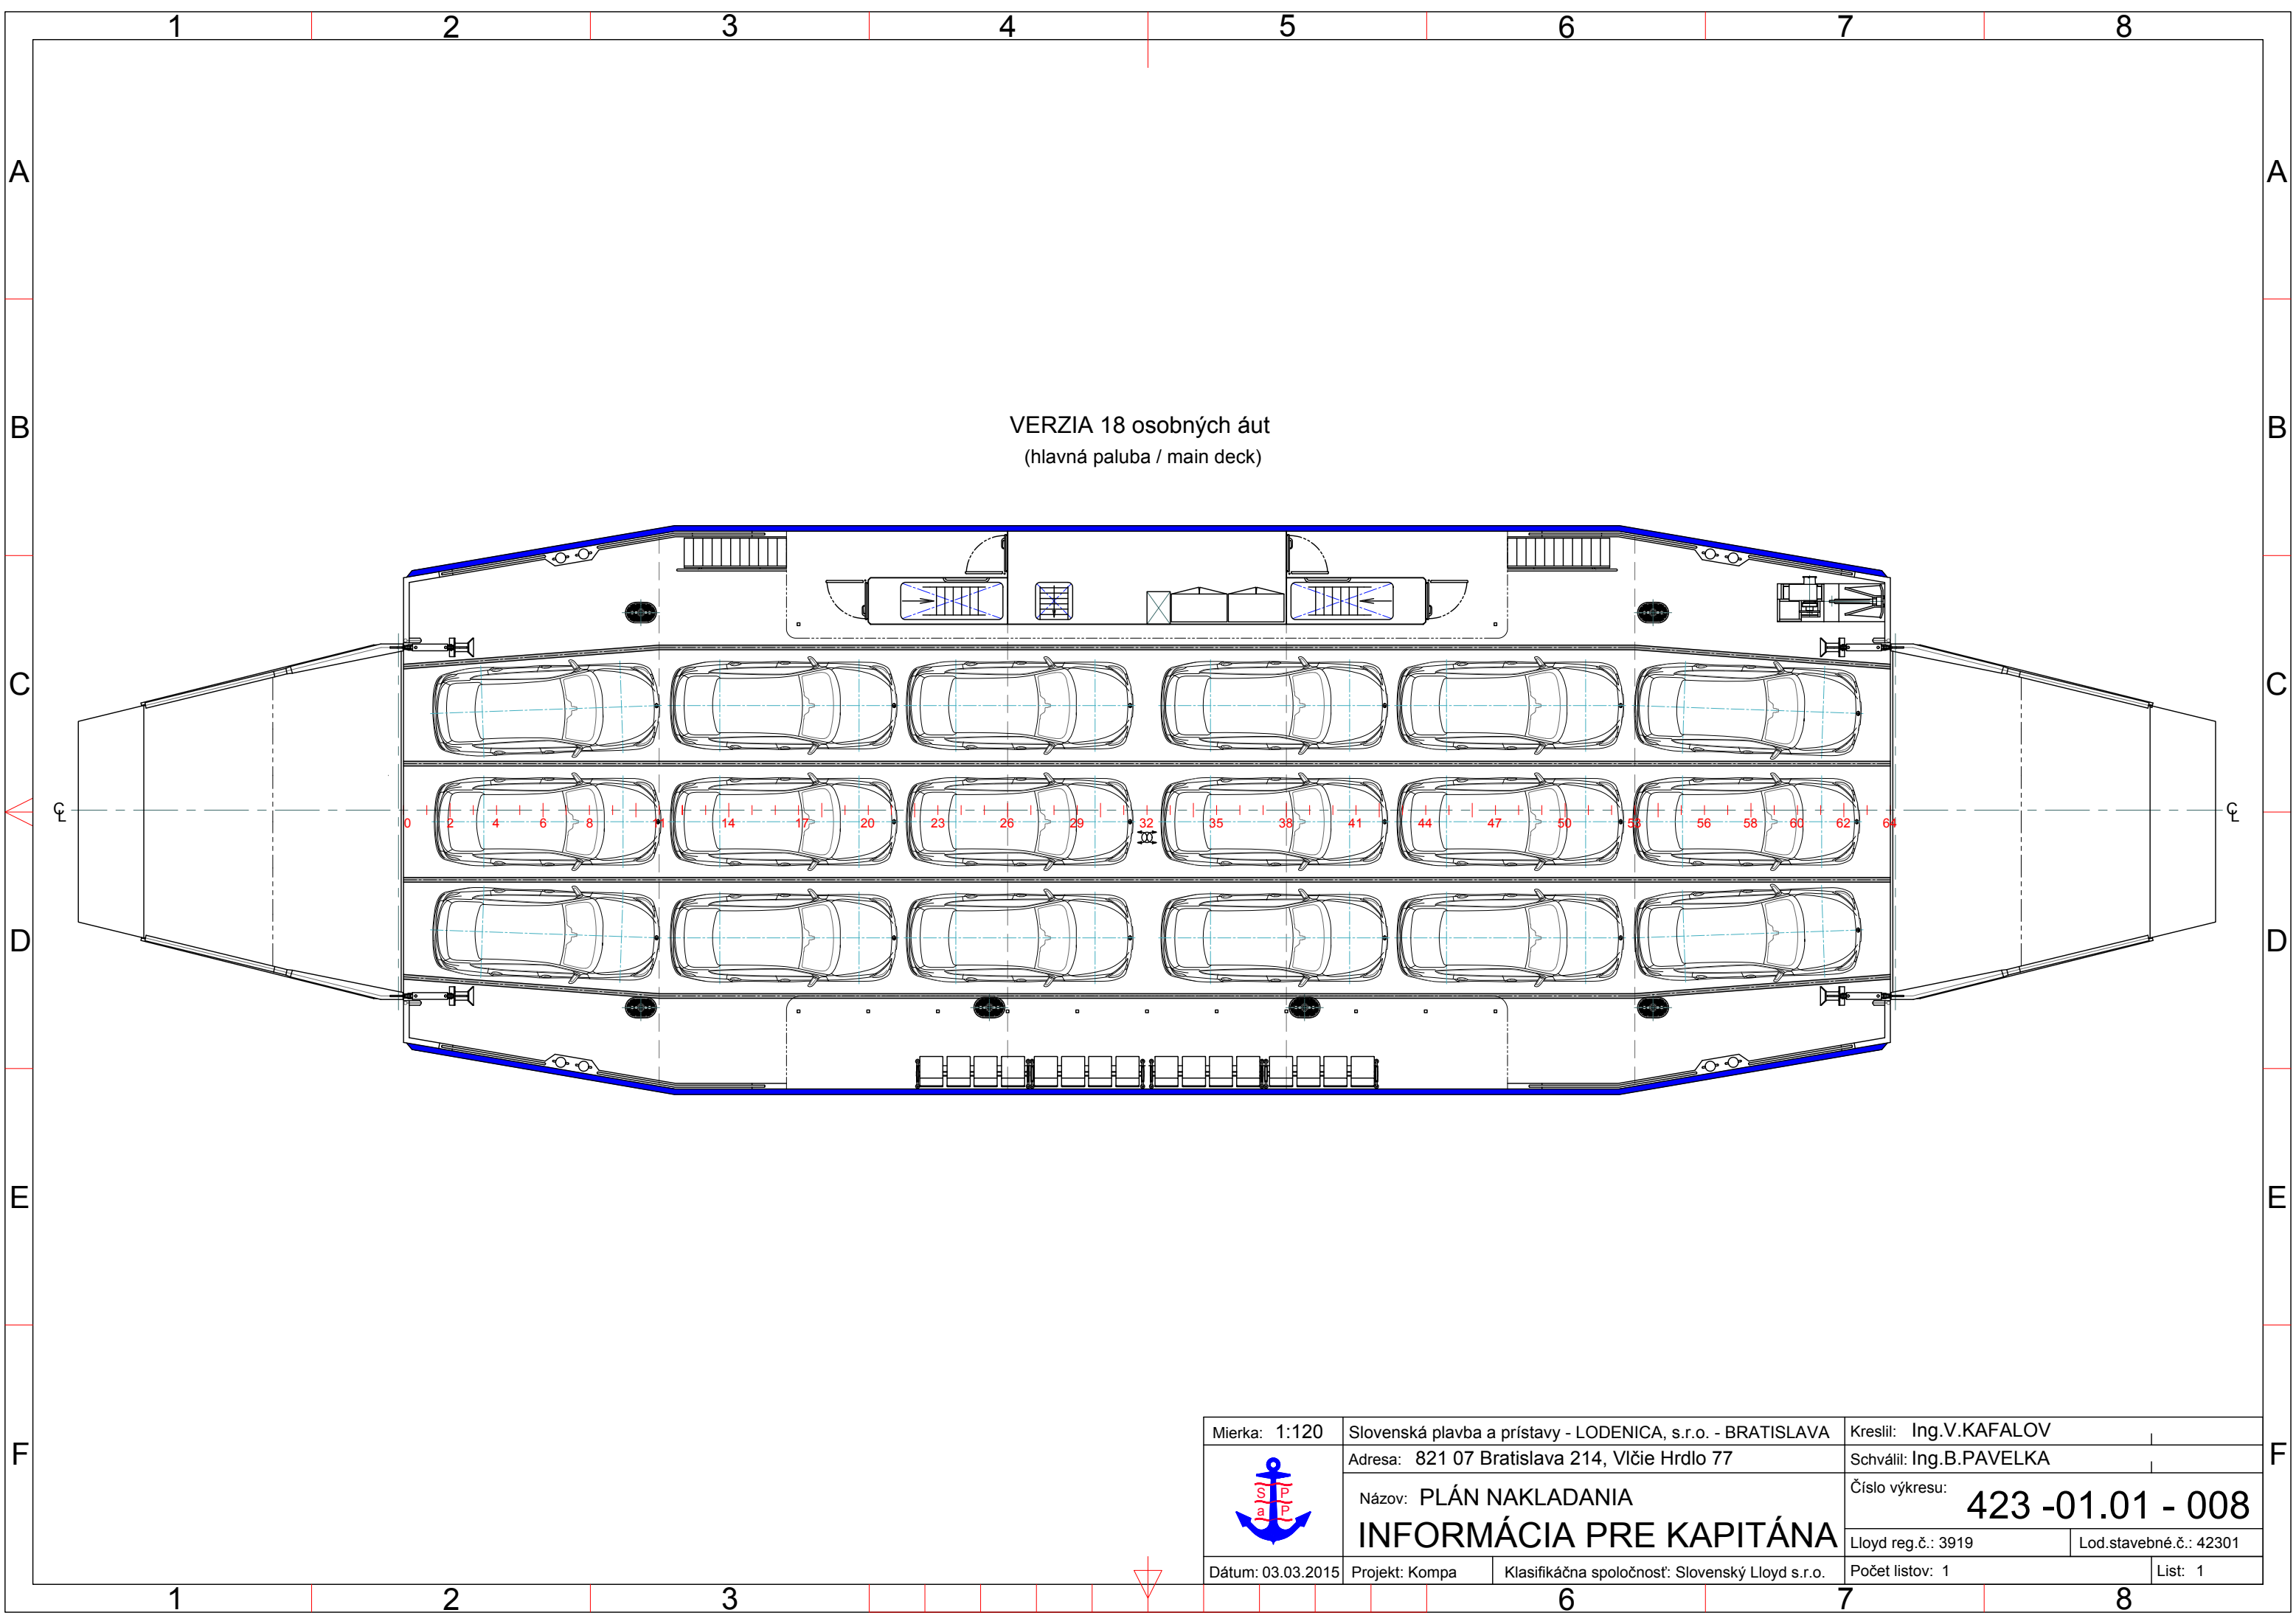 1 2 3 4 5 6 7 8
A A
B B
VERZIA 18 osobných áut
(hlavná paluba / main deck)
C C
0 2 4 6 8 11 14 17 20 23 26 29 32 35 38 41 44 47 50 53 56 58 60 62 64
D D
E E
F F
Mierka: 1:120
Slovenská plavba a prístavy - LODENICA, s.r.o. - BRATISLAVA
Kreslil: Ing.V.KAFALOV
Adresa: 821 07 Bratislava 214, Vlčie Hrdlo 77
Schválil: Ing.B.PAVELKA
S P
a P
Názov: PLÁN NAKLADANIA
INFORMÁCIA PRE KAPITÁNA
Číslo výkresu:
423 -01.01 - 008
Lloyd reg.č.: 3919
Lod.stavebné.č.: 42301
Dátum: 03.03.2015
Projekt: Kompa
Klasifikáčna spoločnosť: Slovenský Lloyd s.r.o.
Počet listov: 1
List: 1
1 2 3 6 7 8